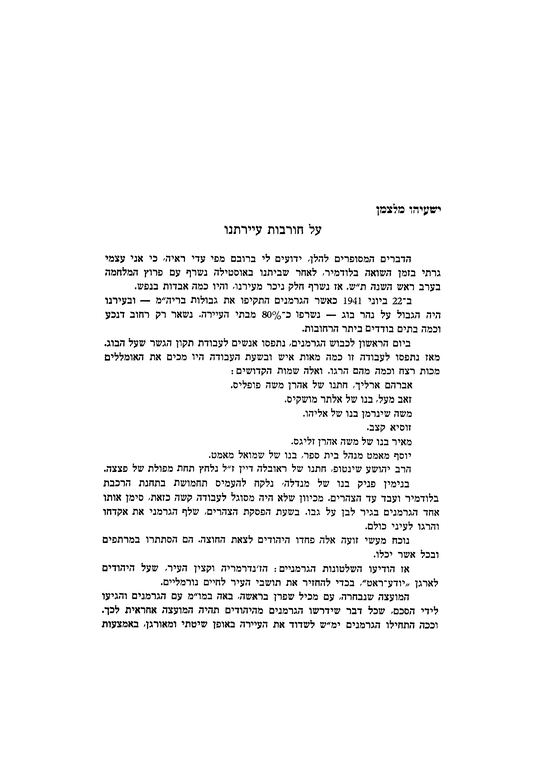 ישעיהו מלצמן
על חורבות עיירתנו
הדברים המסופרים להלן, ידועים לי ברובם מפי עדי ראיה, כי אני עצמי
גרתי בזמן השואה בלודמיר, לאחר שביתנו באוסטילה נשרף עם פרוץ המלחמה
בערב ראש השנה ת״ש. אז נשרף חלק ניכר מעירנו, והיו כמה אבדות בנפש.
ב־22 ביוני 1941 כאשר הגרמנים התקיפו את גבולות בריה״מ — ובעירנו
היה הגבול על נהר בוג — נשרפו כ־80% מבתי העיירה. נשאר רק רחוב דנכע
וכמה בתים בודדים ביתר הרחובות.
ביום הראשון לכבוש הגרמנים, נתפסו אנשים לעבודת תקון הגשר שעל הבוג.
מאז נתפסו לעבודה זו כמה מאות איש ובשעת העבודה היו מכים את האומללים
מכות רצח וכמה מהם הרגו. ואלה שמות הקדושים :
אברהם ארליך, חתנו של אהרן משה פופליס.
זאב מעל, בנו של אלתר מושקיס.
משה שינרמן בנו של אליהו.
זוסיא קצב.
מאיר בנו של משה אהרן זליגס.
יוסף מאמט מנהל בית ספר, בנו של שמואל מאמט.
הרב יהושע שינטופ, חתנו של ראובלה דיין ז״ל נלחץ תחת מפולת של פצצה.
בנימין פניק בנו של מנדלה, נלקח להעמיס תחמושת בתחנת הרכבת
בלודמיר ועבד עד הצהרים. מכיוון שלא היה מסוגל לעבודה קשה כזאת, סימן אותו
אחד הגרמנים בגיר לבן על גבו. בשעת הפסקת הצהרים, שלף הגרמני את אקדחו
והרגו לעיני כולם.
נוכח מעשי זועה אלה פחדו היהודים לצאת החוצה. הם הסתתרו במרתפים
ובכל אשר יכלו.
אז הודיעו השלטונות הגרמניים : הז׳נדרמריה וקצין העיר, שעל היהודים
לארגן „יודע־ראט״, בכדי להחזיר את תושבי העיר לחיים נורמליים.
המועצה שנבחרה, עם מכיל שפרן בראשה, באה במו״מ עם הגרמנים והגיעו
לידי הסכם, שכל דבר שידרשו הגרמנים מהיהודים תהיה המועצה אחראית לכך.
וככה התחילו הגרמנים ימ״ש לשדוד את העיירה באופן שיטתי ומאורגן, באמצעות